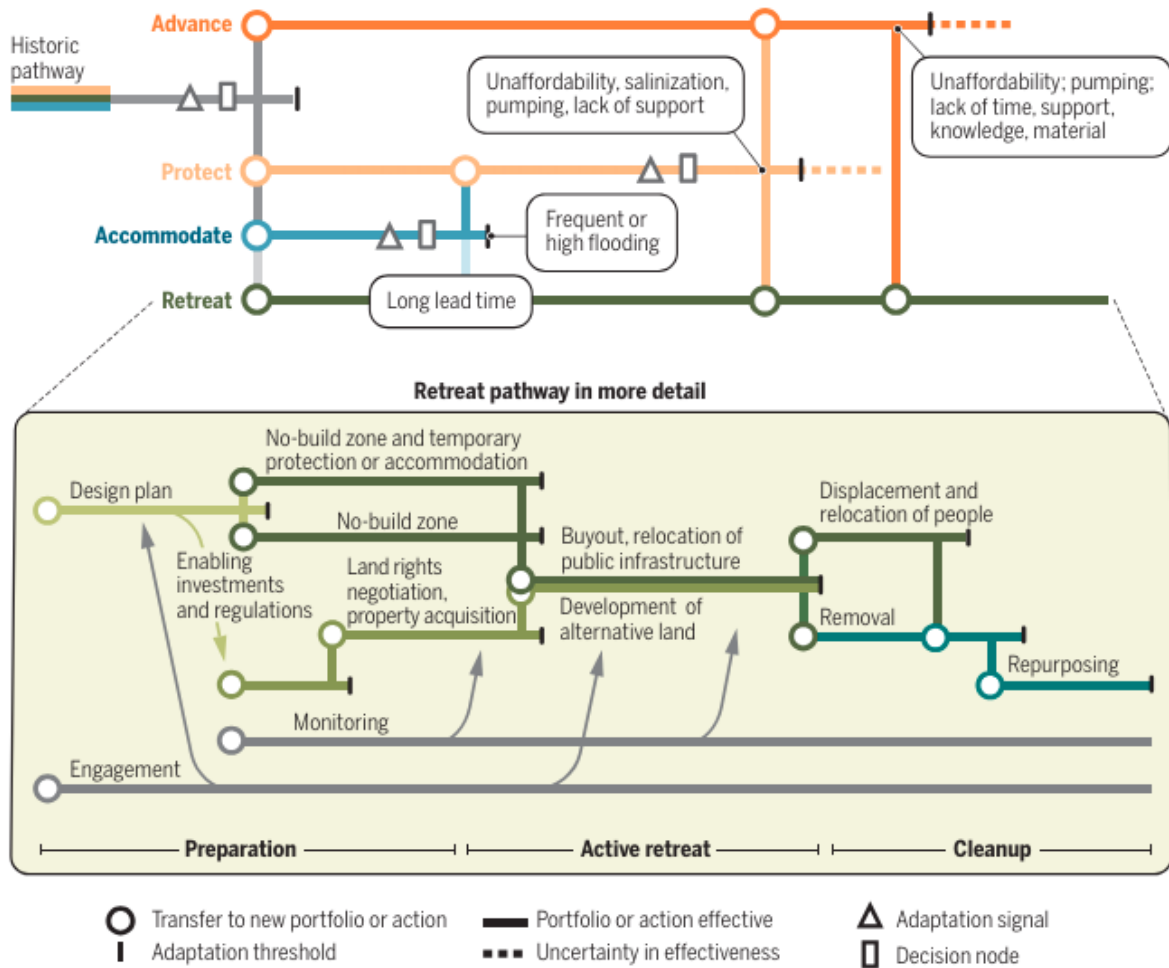 Advance
Historic
pathway
Unaffordability, salinization,
pumping, lack of support
Unaffordability; pumping;
lack of time, support,
knowledge, material
Protect
Accommodate
Frequent or
high flooding
Retreat
Long lead time
Retreat pathway in more detail
No-build zone and temporary
protection or accommodation
Design plan
No-build zone
Enabling
investments
and regulations
Land rights
negotiation,
property acquisition
Buyout, relocation of
public infrastructure
Development of
alternative land
Displacement and
relocation of people
Removal
Repurposing
Monitoring
Engagement
Preparation
Active retreat
Cleanup
Transfer to new portfolio or action
Portfolio or action effective
Adaptation signal
Adaptation threshold
Uncertainty in effectiveness
Decision node